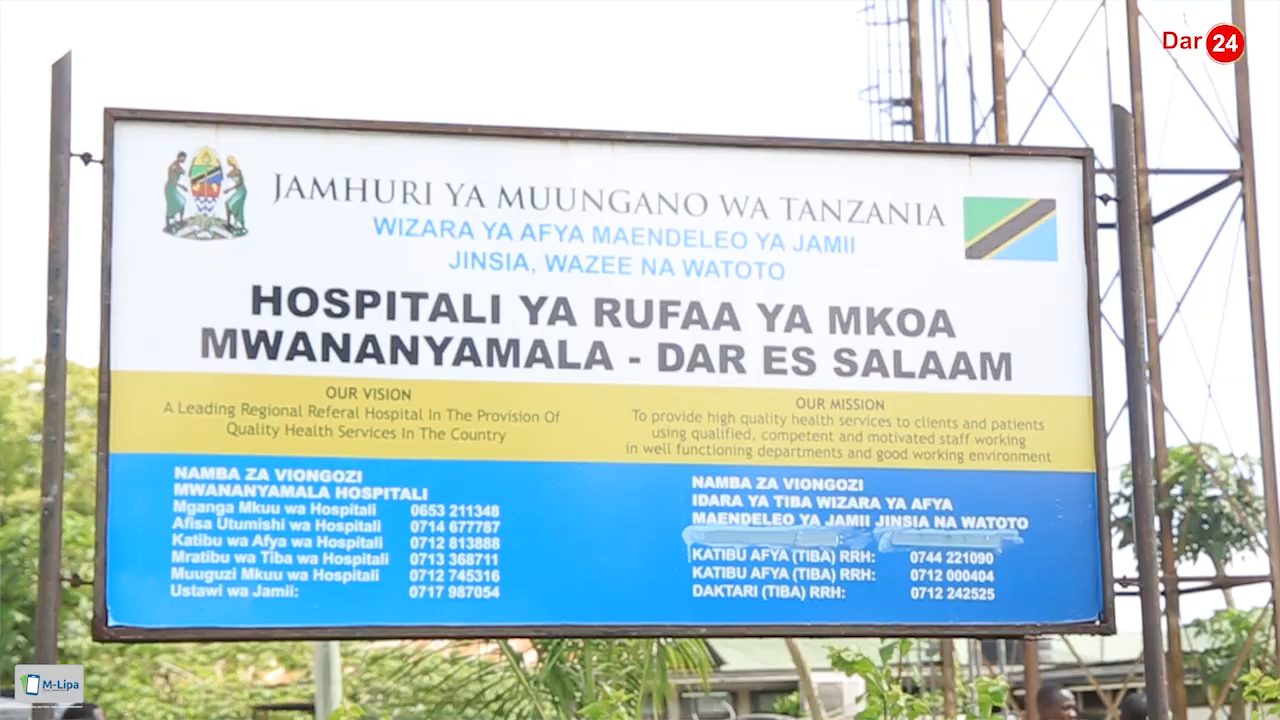 Dar 24
JAMHURI YA MUUNGANO WA TANZANIA
WIZARA YA AFYA MAENDELEO YA JAMII
JINSIA, WAZEE NA WATOTO
HOSPITALI YA RUFAA YA MKOA
MWANANYAMALA - DAR ES SALAAM
OUR VISION
A Leading Regional Referal Hospital In The Provision Of
Quality Health Services In The Country
OUR MISSION
To provide high quality health services to clients and patients
using qualified, competent and motivated staff working
in well functioning departments and good working environment
NAMBA ZA VIONGOZI
MWANANYAMALA HOSPITALI
Mganga Mkuu wa Hospitali 0653 211348
Afisa Utumishi wa Hospitali 0714 677787
Katibu wa Afya wa Hospitali 0712 813888
Mratibu wa Tiba wa Hospitali 0713 368711
Muuguzi Mkuu wa Hospitali 0712 745316
Ustawi wa Jamii: 0717 987054
NAMBA ZA VIONGOZI
IDARA YA TIBA WIZARA YA AFYA
MAENDELEO YA JAMII JINSIA NA WATOTO
KATIBU AFYA (TIBA) RRH: 0744 221090
KATIBU AFYA (TIBA) RRH: 0712 000404
DAKTARI (TIBA) RRH: 0712 242525
M-Lipa